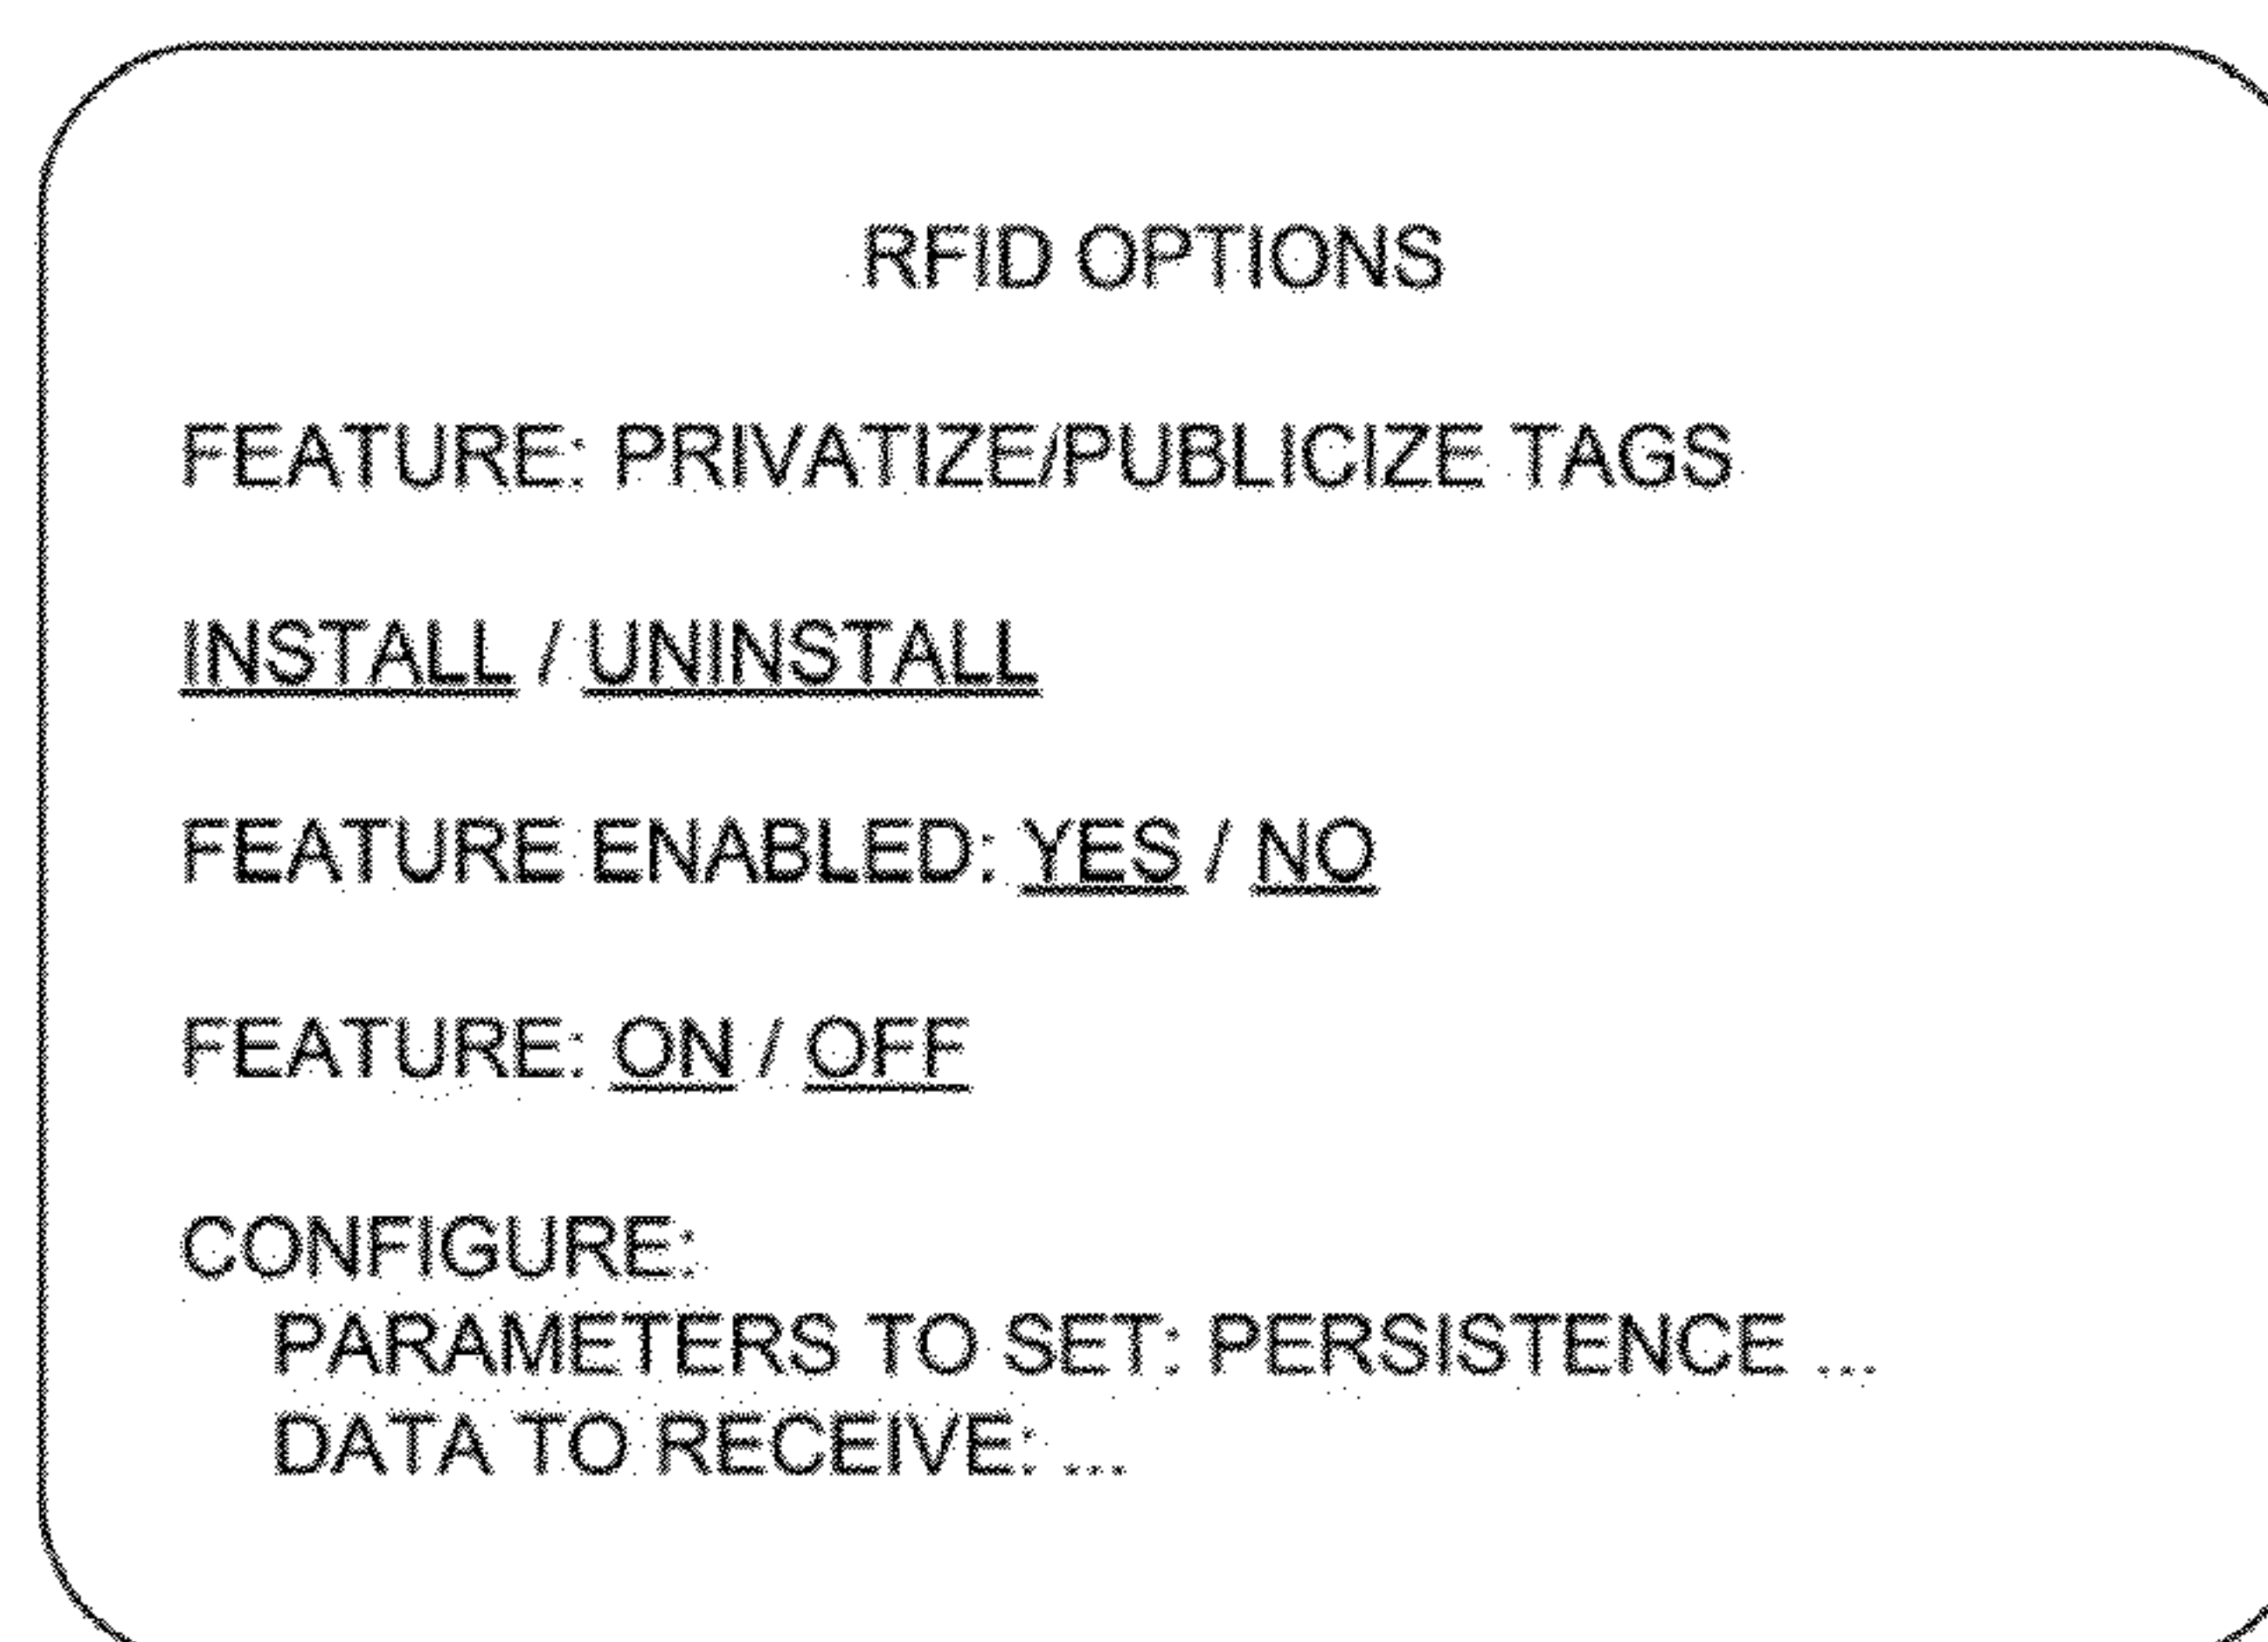 RFID OPTIONS
FEATURE: PRIVATIZE/PUBLICIZE TAGS
INSTALL / UNINSTALL
FEATURE ENABLED: YES / NO
FEATURE: ON / OFF
CONFIGURE:
PARAMETERS TO SET: PERSISTENCE ...
DATA TO RECEIVE: ...